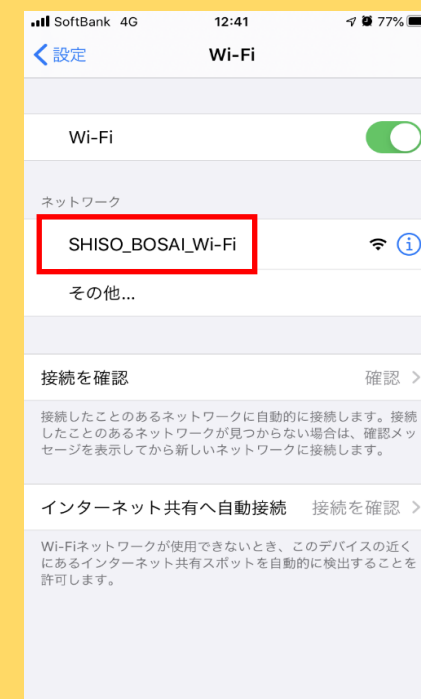 SoftBank 4G 12:41 77%
設定 Wi-Fi
Wi-Fi
ネットワーク
SHISO_BOSAI_Wi-Fi
その他...
接続を確認 確認
接続したことのあるネットワークに自動的に接続します。接続
したことのあるネットワークが見つからない場合は、確認メッ
セージを表示してから新しいネットワークに接続します。
インターネット共有へ自動接続 接続を確認
Wi-Fiネットワークが使用できないとき、このデバイスの近く
にあるインターネット共有スポットを自動的に検出することを
許可します。